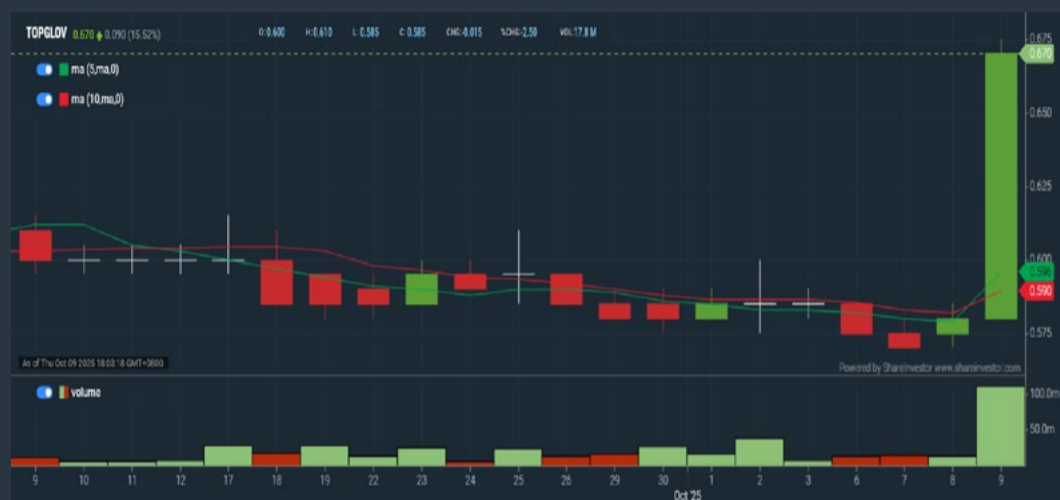 TOPGLOV 0.670 0.090 (15.52%) O:0.600 H:0.610 L:0.585 C:0.585 CHG:-0.015 %CHG:-2.50 VOL:17.8 M
ma (5,ma,0)
ma (10,ma,0)
0.675
0.670
0.650
0.625
0.600
0.596
0.590
0.575
As of Thu Oct 09 2025 18:03:18 GMT+0800
Powered by ShareInvestor www.shareinvestor.com
volume
100.0m
50.0m
9 10 11 12 17 18 19 22 23 24 25 26 29 30 1 2 3 6 7 8 9
Oct '25